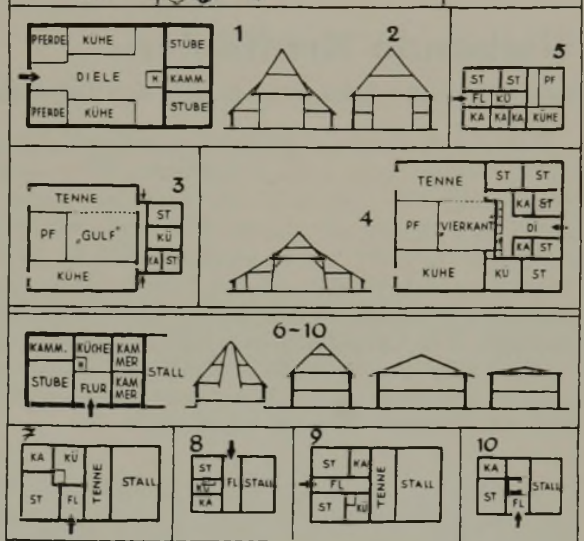 1
PFERDE KÜHE STUBE
DIELE H KAMM.
PFERDE KÜHE STUBE
2
5
ST ST PF
FL KÜ
KA KA KA KÜHE
3
TENNE
PF „GULF“
KÜHE
ST
KÜ
KA ST
4
TENNE ST ST
KA ST
PF VIERKANT DI
KA ST
KUHE KÜ ST
6-10
KAMM. KÜCHE KAM
MER
H
STUBE FLUR KAM
MER
STALL
7
KA KÜ
ST FL
TENNE
STALL
8
ST
KÜ FL STALL
KA
9
ST KA
FL
ST KÜ
TENNE
STALL
10
KA
ST STALL
FL